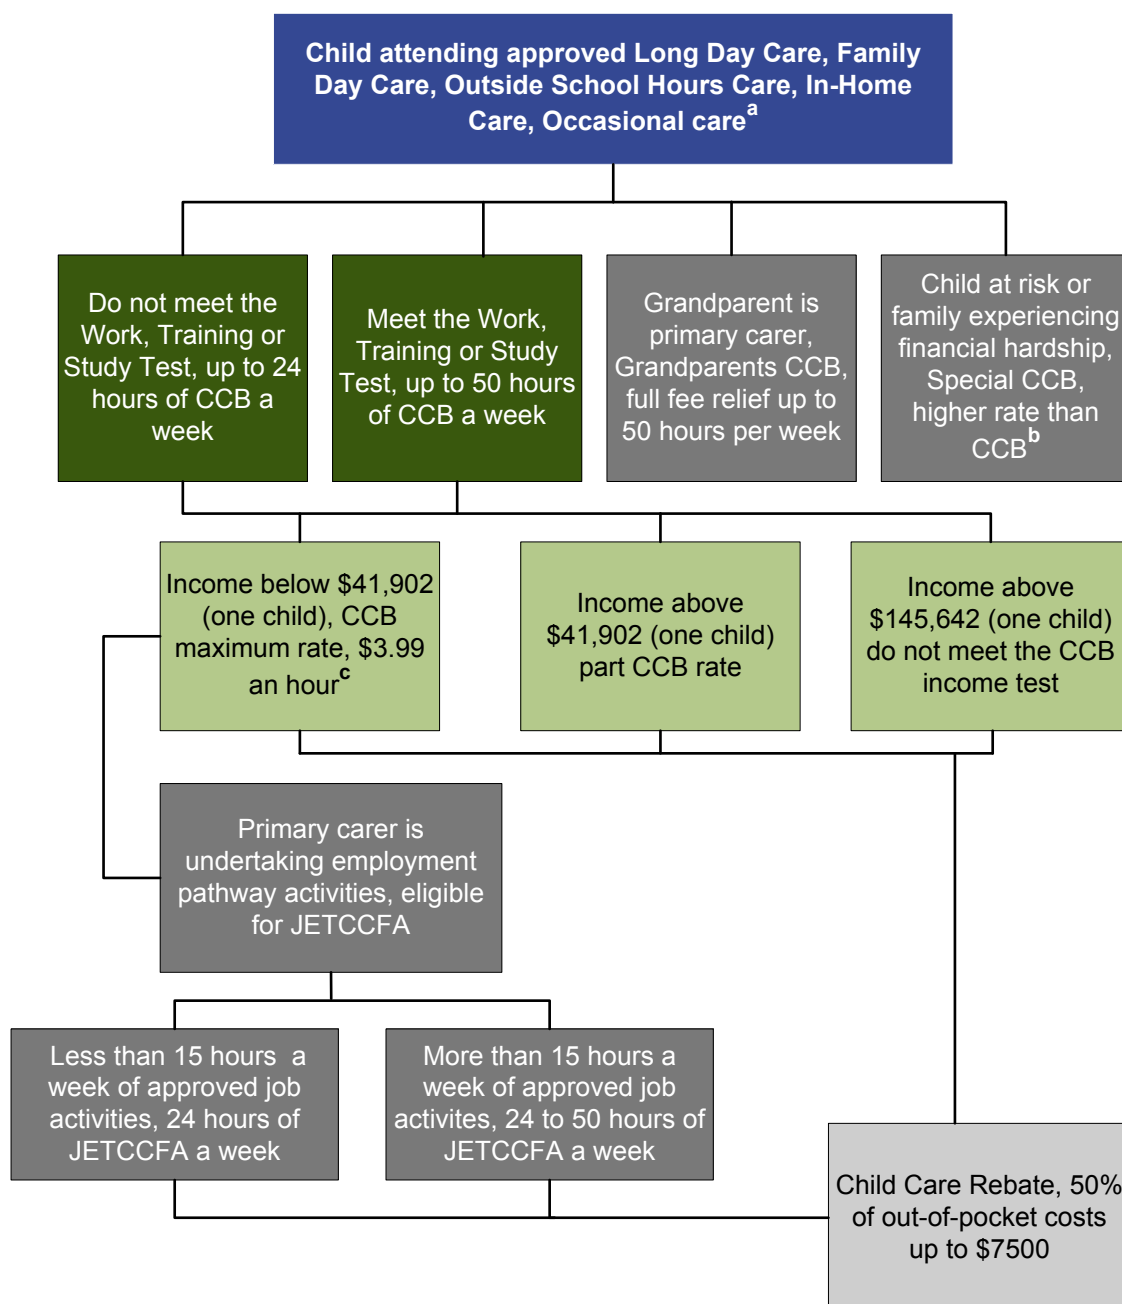 Child attending approved Long Day Care, Family
Day Care, Outside School Hours Care, In-Home
Care, Occasional care a
Do not meet the
Work, Training or
Study Test, up to 24
hours of CCB a
week
Meet the Work,
Training or Study
Test, up to 50 hours
of CCB a week
Grandparent is
primary carer,
Grandparents CCB,
full fee relief up to
50 hours per week
Child at risk or
family experiencing
financial hardship,
Special CCB,
higher rate than
CCB b
Income below $41,902
(one child), CCB
maximum rate, $3.99
an hour c
Income above
$41,902 (one child)
part CCB rate
Income above
$145,642 (one child)
do not meet the CCB
income test
Primary carer is
undertaking employment
pathway activities, eligible
for JETCCFA
Less than 15 hours a
week of approved job
activities, 24 hours of
JETCCFA a week
More than 15 hours a
week of approved job
activites, 24 to 50 hours of
JETCCFA a week
Child Care Rebate, 50%
of out-of-pocket costs
up to $7500